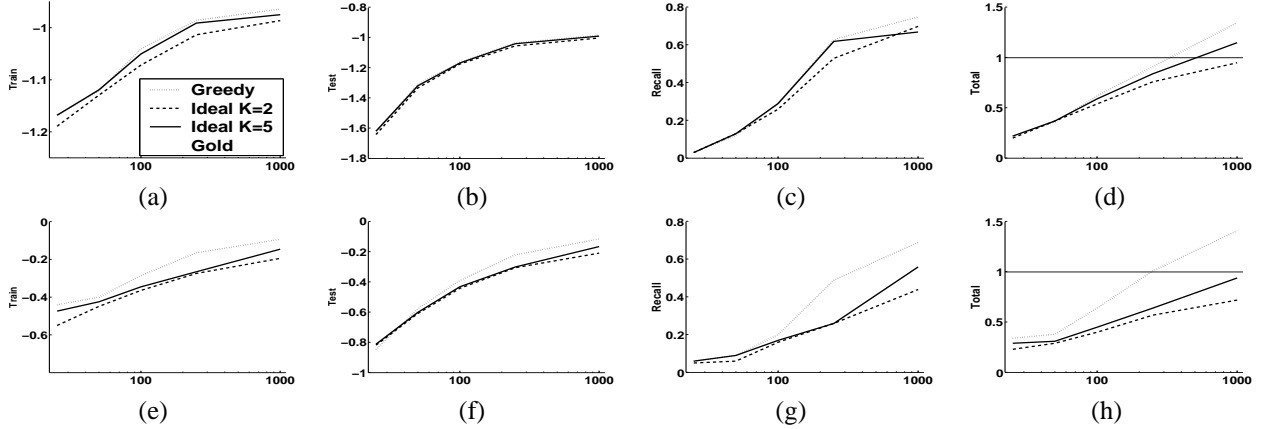 −1
−1.1
−1.2
Train
Greedy
Ideal K=2
Ideal K=5
Gold
100
1000
(a)
−0.8
−1
−1.2
−1.4
−1.6
−1.8
Test
100
1000
(b)
0.8
0.6
0.4
0.2
0
Recall
100
1000
(c)
1.5
1
0.5
0
Total
100
1000
(d)
0
−0.2
−0.4
−0.6
Train
100
1000
(e)
0
−0.2
−0.4
−0.6
−0.8
−1
Test
100
1000
(f)
0.8
0.6
0.4
0.2
0
Recall
100
1000
(g)
1.5
1
0.5
0
Total
100
1000
(h)